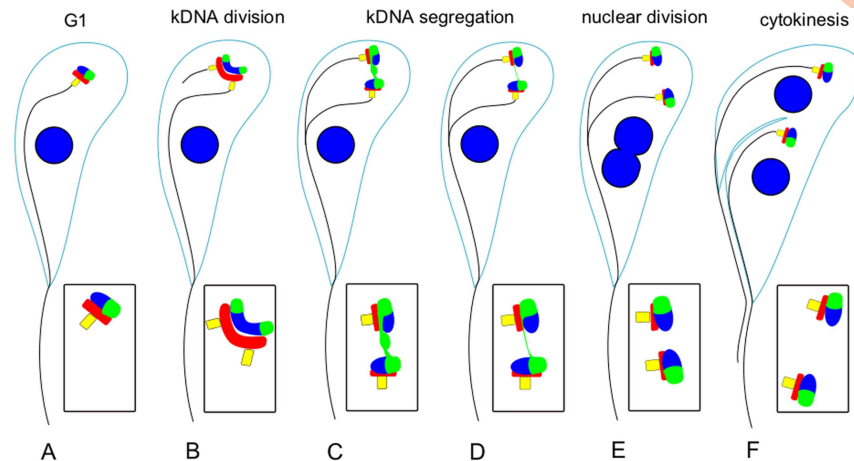 G1 kDNA division kDNA segregation nuclear division cytokinesis
A B C D E F